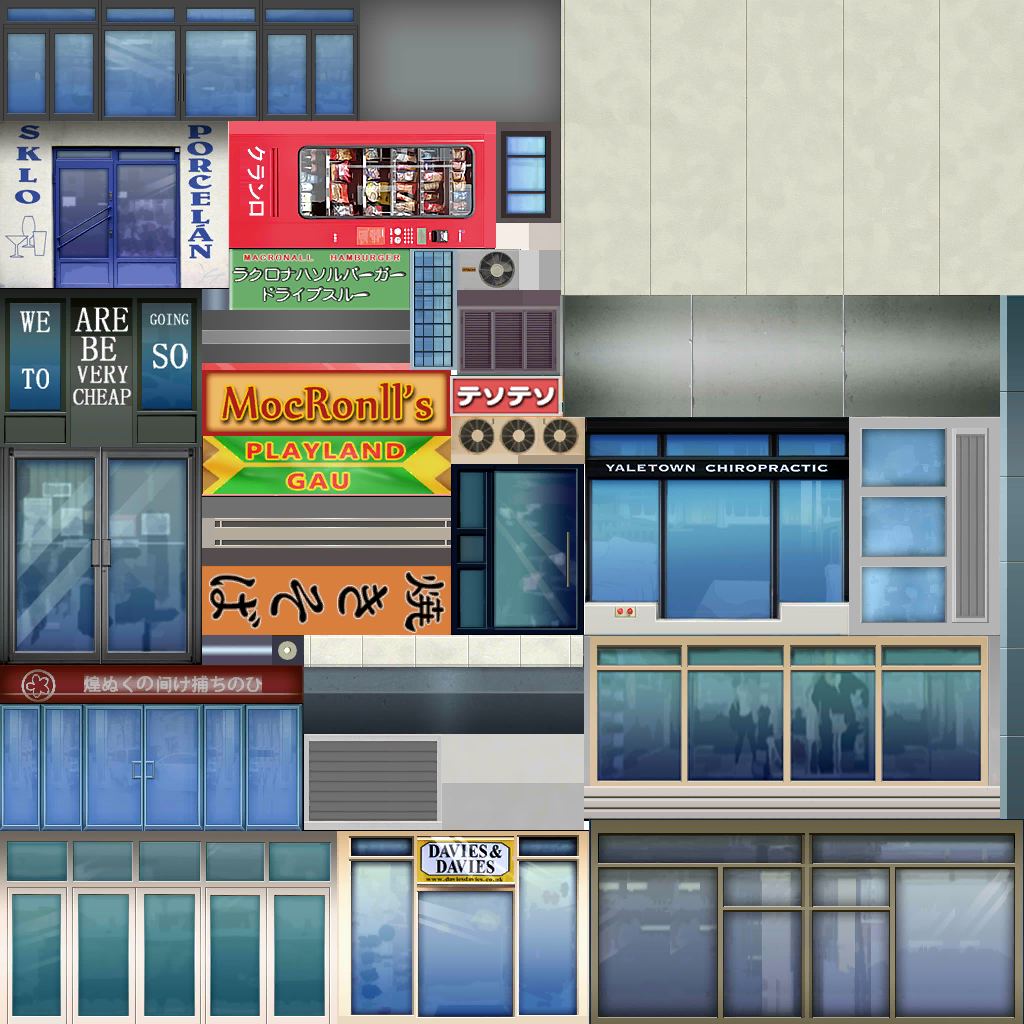 SKLO
PORCELÁN
クランロ
MACRONALL HAMBURGER
ラクロナハソルバーガー
ドライブスルー
WE
TO
ARE
BE
VERY
CHEAP
GOING
SO
MocRonll's
テソテソ
PLAYLAND
GAU
YALETOWN CHIROPRACTIC
焼きそば
煌ぬくの间け捕ちのひ
DAVIES &
DAVIES
www.daviesdavies.co.uk